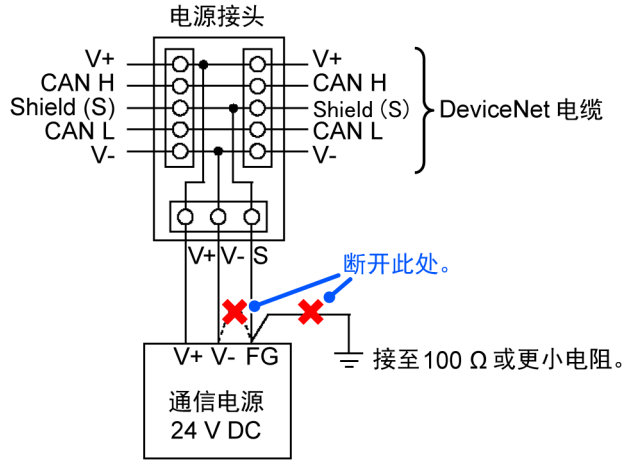 电源接头
V+ V+
CAN H CAN H
Shield (S) Shield (S) DeviceNet 电缆
CAN L CAN L
V- V-
V+ V- S
断开此处。
V+ V- FG
接至100 Ω 或更小电阻。
通信电源
24 V DC